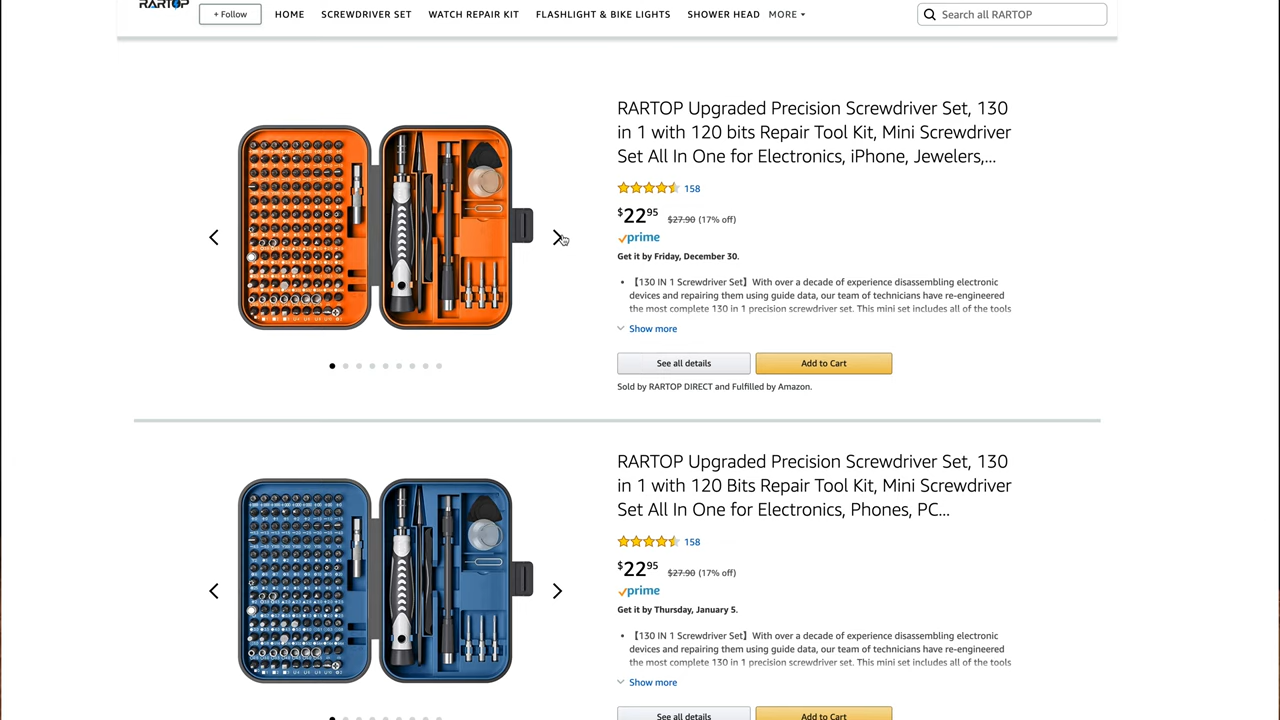 RARTOP
+ Follow
HOME
SCREWDRIVER SET
WATCH REPAIR KIT
FLASHLIGHT & BIKE LIGHTS
SHOWER HEAD
MORE
Search all RARTOP
RARTOP Upgraded Precision Screwdriver Set, 130
in 1 with 120 bits Repair Tool Kit, Mini Screwdriver
Set All In One for Electronics, iPhone, Jewelers,...
158
$22 95 $27.90 (17% off)
prime
Get it by Friday, December 30.
• 【130 IN 1 Screwdriver Set】With over a decade of experience disassembling electronic
devices and repairing them using guide data, our team of technicians have re-engineered
the most complete 130 in 1 precision screwdriver set. This mini set includes all of the tools
Show more
See all details
Add to Cart
Sold by RARTOP DIRECT and Fulfilled by Amazon.
RARTOP Upgraded Precision Screwdriver Set, 130
in 1 with 120 Bits Repair Tool Kit, Mini Screwdriver
Set All In One for Electronics, Phones, PC...
158
$22 95 $27.90 (17% off)
prime
Get it by Thursday, January 5.
• 【130 IN 1 Screwdriver Set】With over a decade of experience disassembling electronic
devices and repairing them using guide data, our team of technicians have re-engineered
the most complete 130 in 1 precision screwdriver set. This mini set includes all of the tools
Show more
See all details
Add to Cart